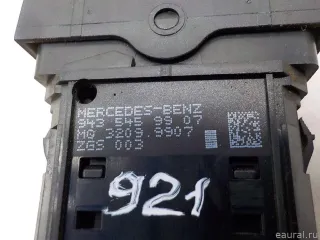 MERCEDES-BENZ
943 545 99 07
MQ 3209.9907
ZGS 003
921
eaural.ru